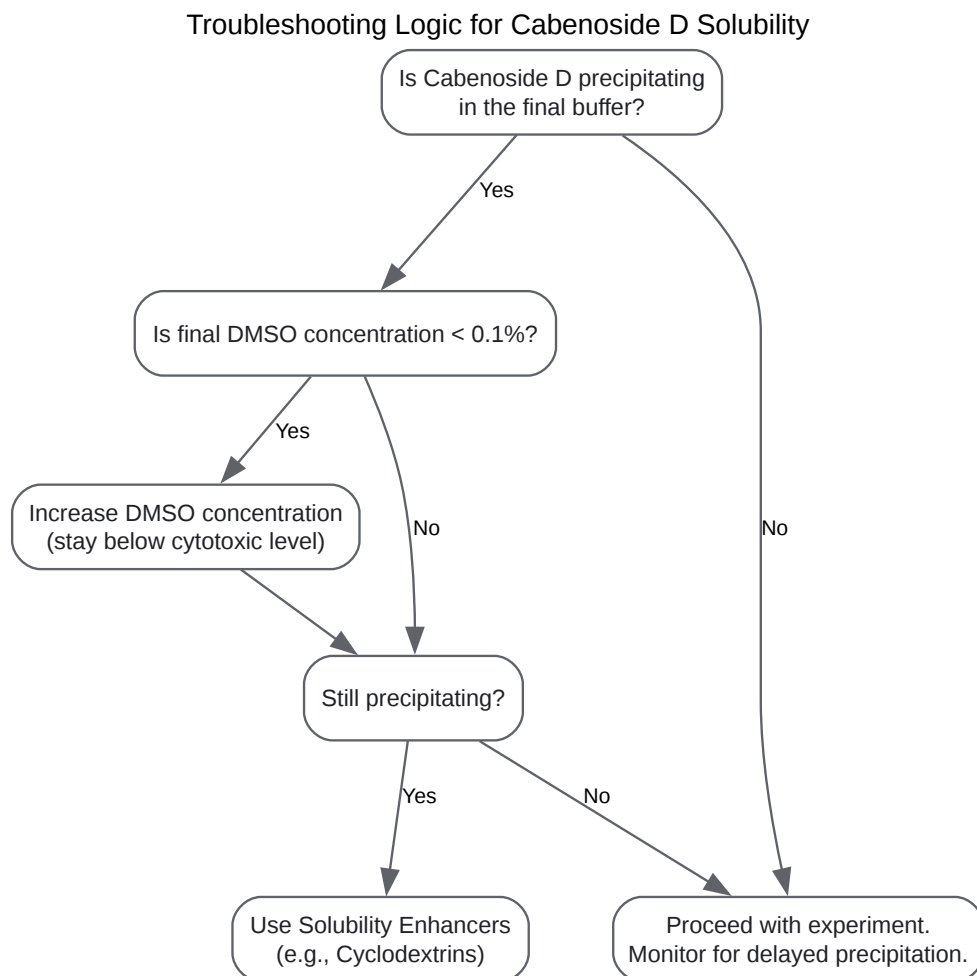 Troubleshooting Logic for Cabenoside D Solubility
Is Cabenoside D precipitating
in the final buffer?
Yes
Is final DMSO concentration < 0.1%?
Yes
Increase DMSO concentration
(stay below cytotoxic level)
No
No
Still precipitating?
Yes
No
Use Solubility Enhancers
(e.g., Cyclodextrins)
Proceed with experiment.
Monitor for delayed precipitation.